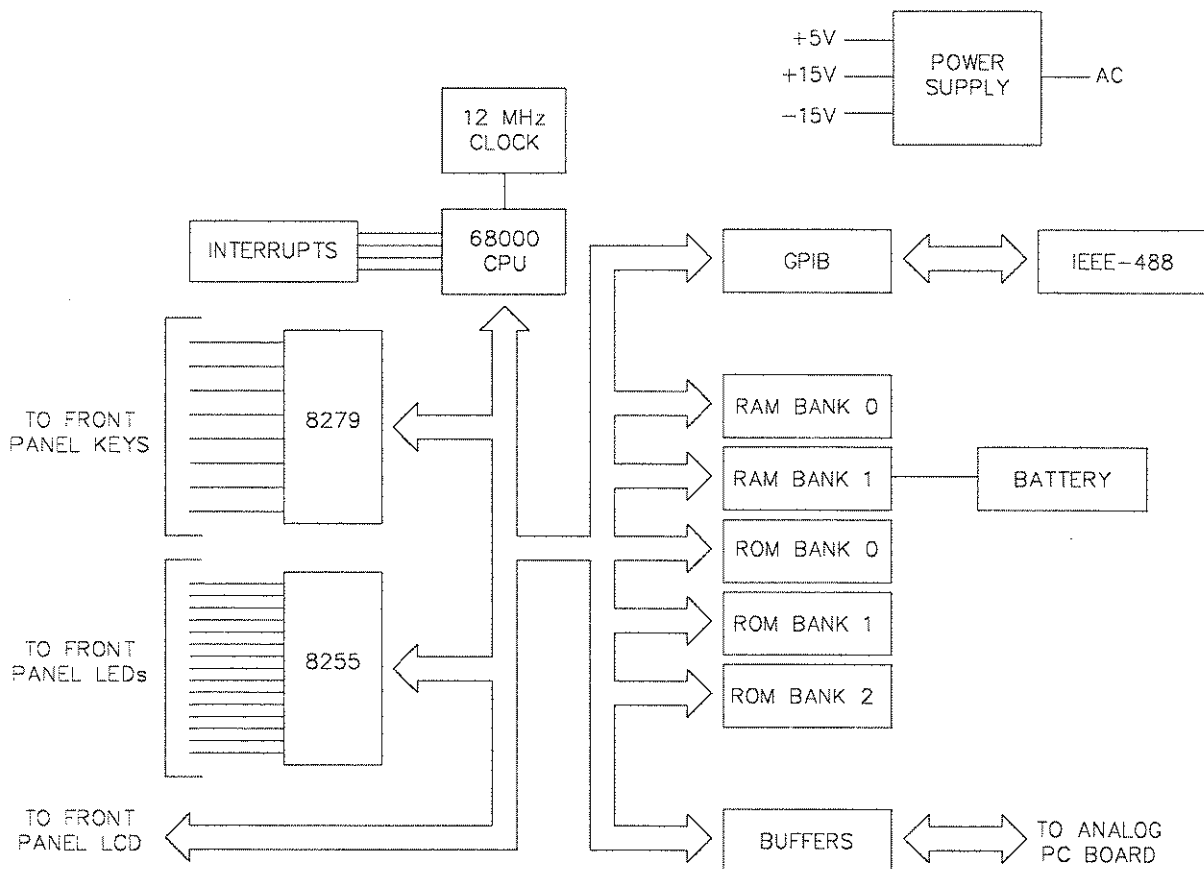 +5V
+15V
-15V
POWER
SUPPLY
AC
12 MHz
CLOCK
INTERRUPTS
68000
CPU
GPIB
IEEE-488
TO FRONT
PANEL KEYS
8279
RAM BANK 0
RAM BANK 1
BATTERY
ROM BANK 0
TO FRONT
PANEL LEDs
8255
ROM BANK 1
ROM BANK 2
TO FRONT
PANEL LCD
BUFFERS
TO ANALOG
PC BOARD